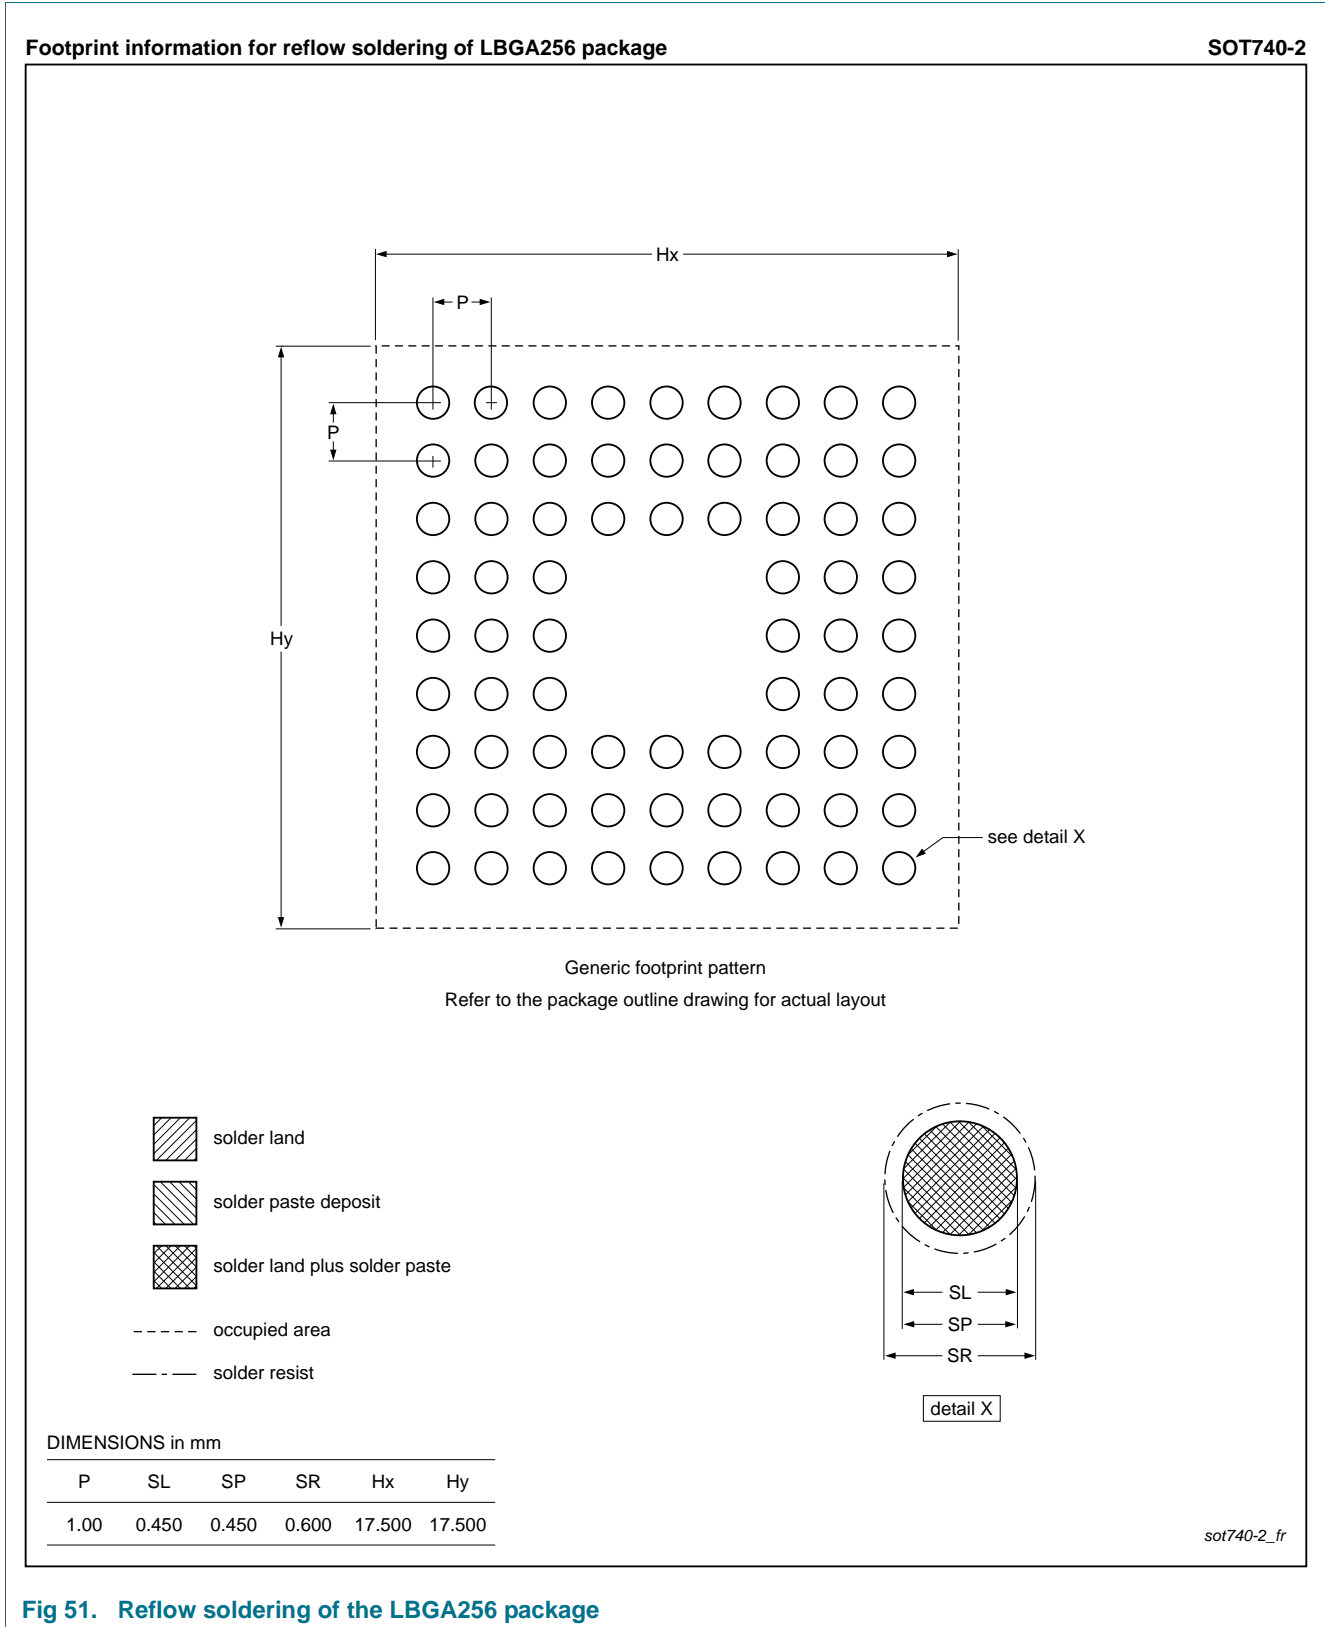 Footprint information for reflow soldering of LBGA256 package SOT740-2
Hx
P
P
Hy
see detail X
Generic footprint pattern
Refer to the package outline drawing for actual layout
solder land
solder paste deposit
solder land plus solder paste
occupied area
solder resist
SL
SP
SR
detail X
DIMENSIONS in mm
P SL SP SR Hx Hy
1.00 0.450 0.450 0.600 17.500 17.500
sot740-2_fr
Fig 51. Reflow soldering of the LBGA256 package